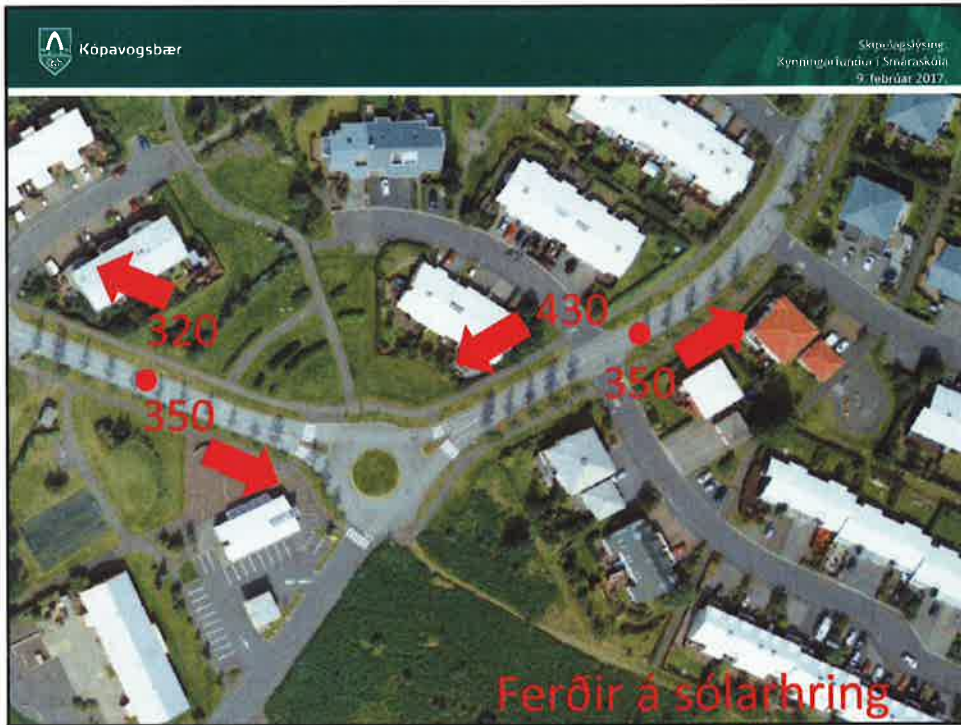 Kópavogsbær
Skipulagslýsing.
Kynningarfundur í Smáraskóla
9. febrúar 2017.
320
350
430
350
Ferðir á sólarhring